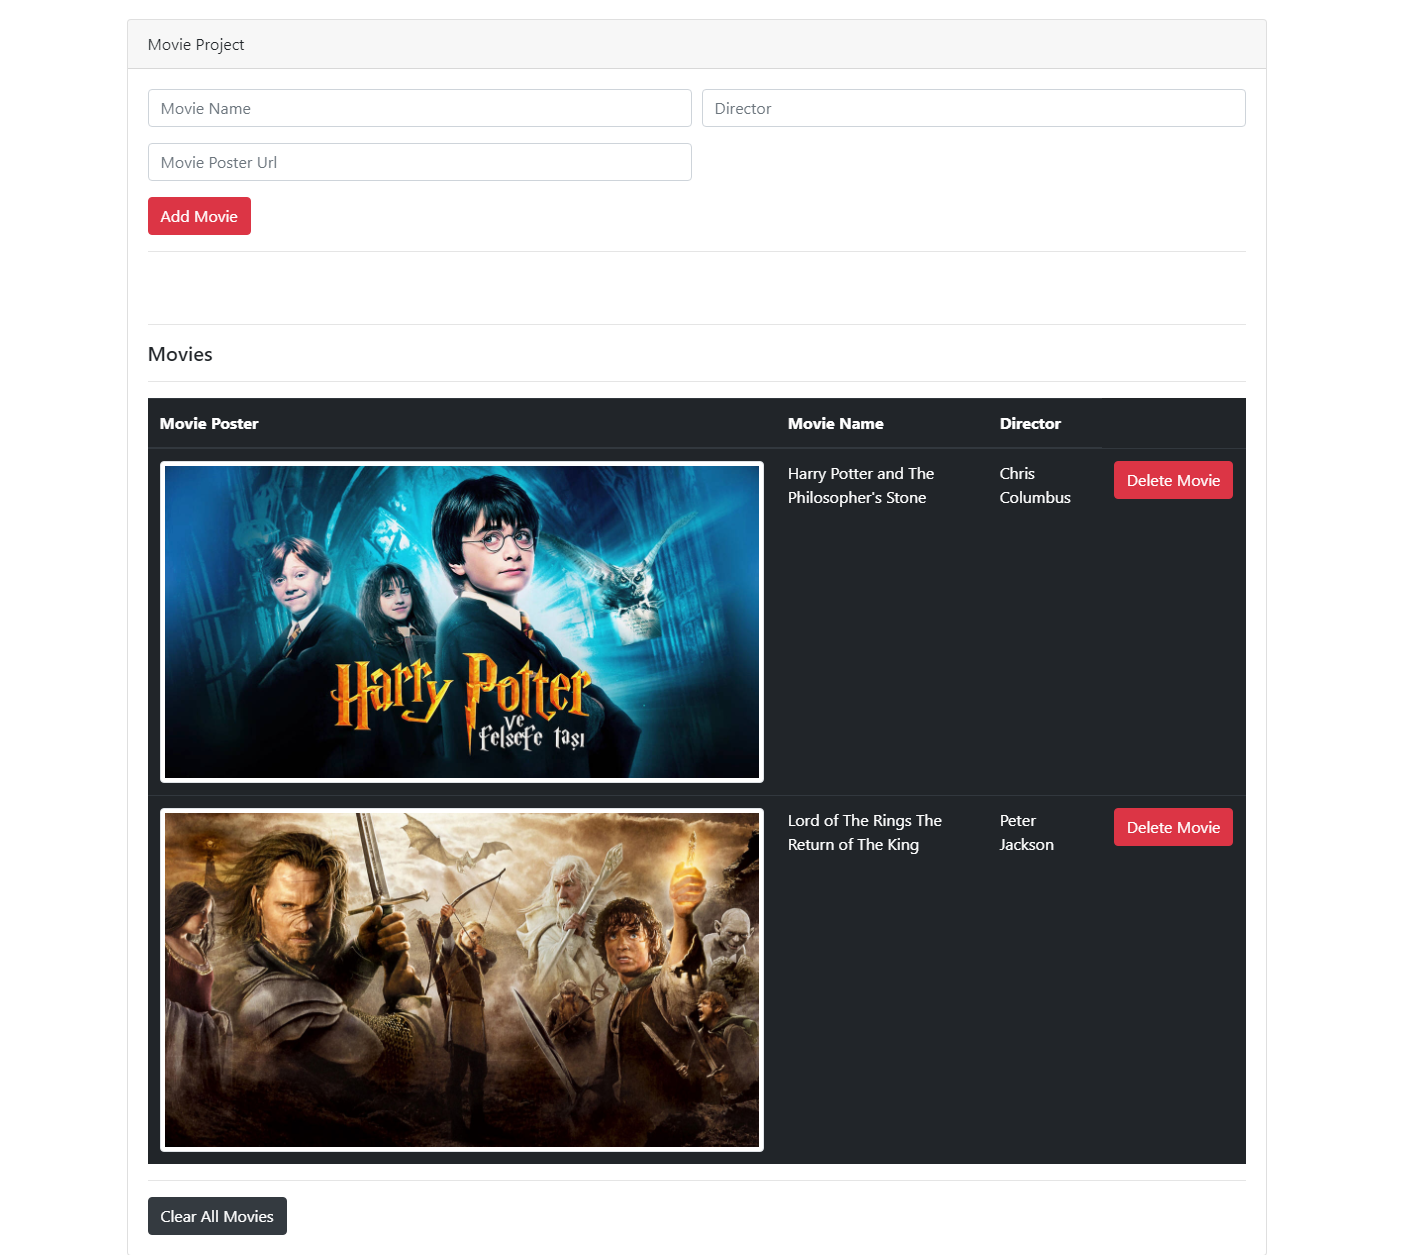 Movie Project
Movie Name
Director
Movie Poster Url
Add Movie
Movies
Movie Poster
Movie Name
Director
Harry Potter
ve
felsefe taşı
Harry Potter and The
Philosopher's Stone
Chris
Columbus
Delete Movie
Lord of The Rings The
Return of The King
Peter
Jackson
Delete Movie
Clear All Movies